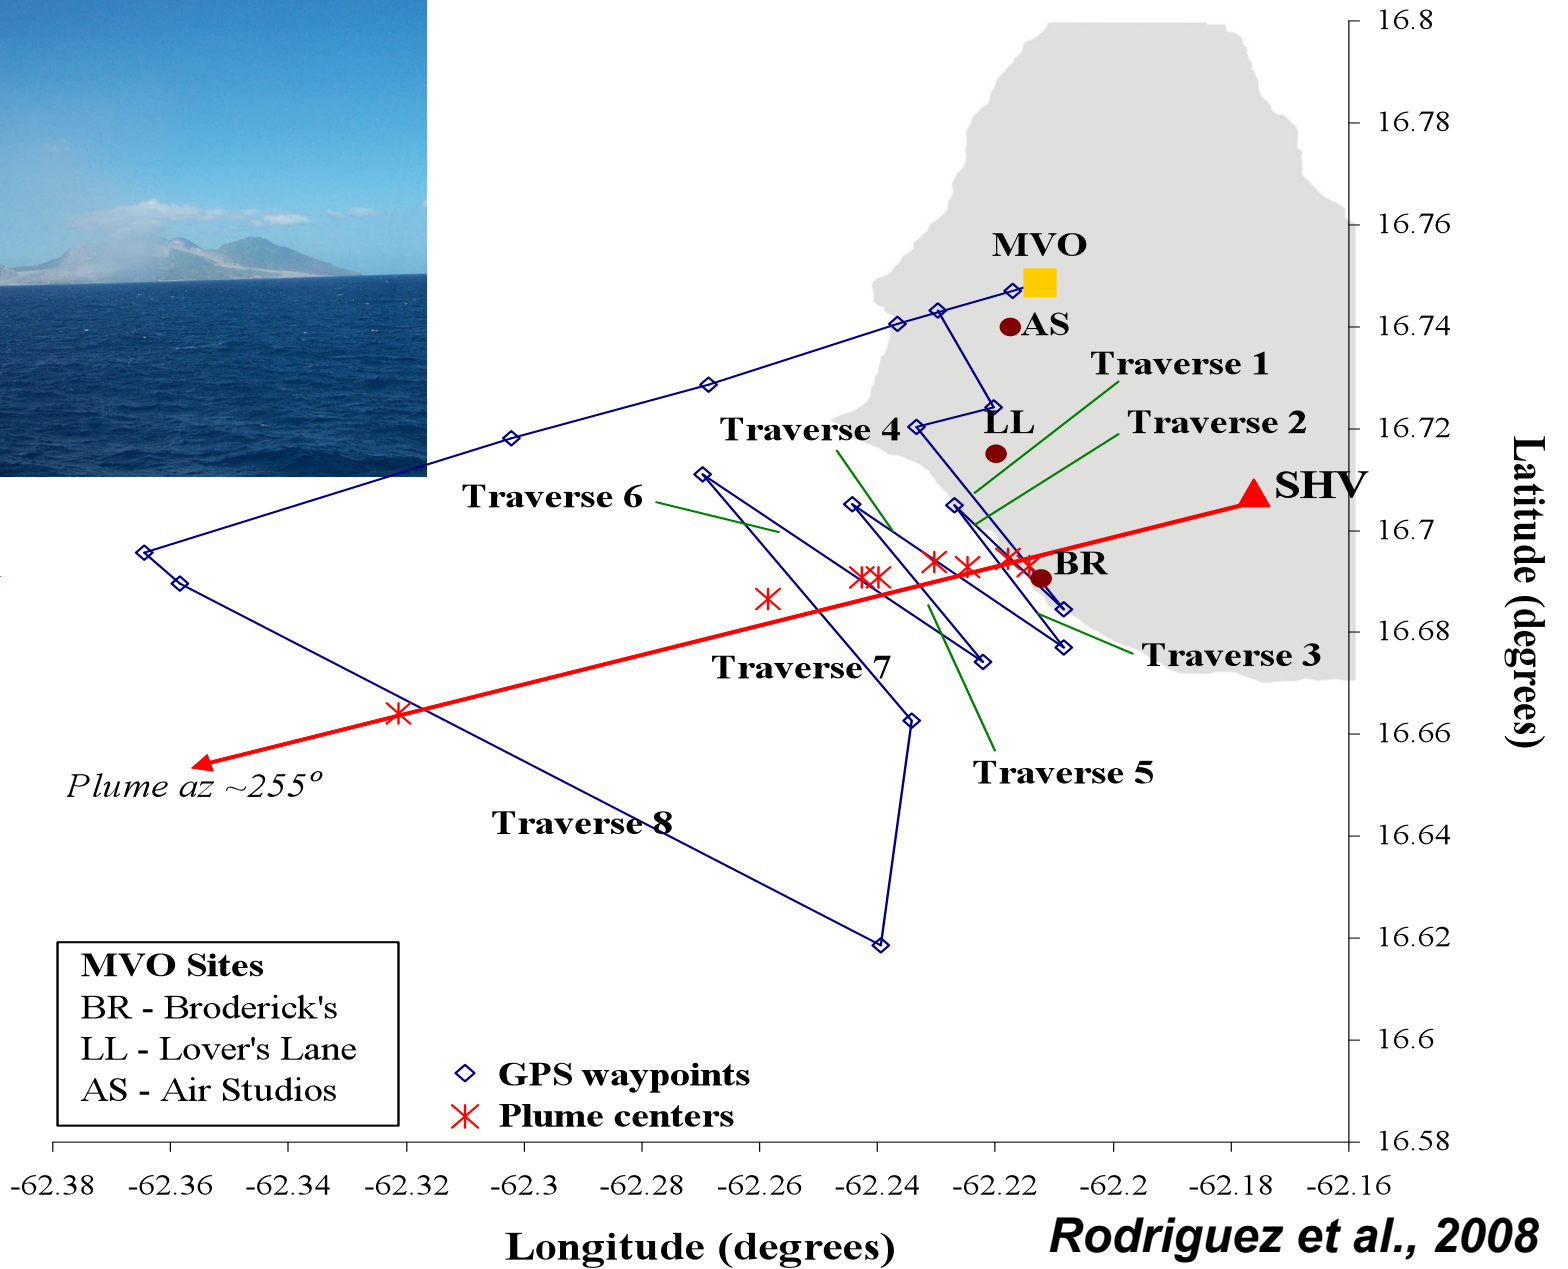 16.8
16.78
16.76
MVO
16.74
AS
Traverse 1
Traverse 4
LL
Traverse 2
16.72
Traverse 6
SHV
16.7
BR
16.68
Traverse 7
Traverse 3
16.66
Traverse 5
Plume az ~255º
Traverse 8
16.64
16.62
16.6
16.58
Latitude (degrees)
MVO Sites
BR - Broderick's
LL - Lover's Lane
AS - Air Studios
GPS waypoints
Plume centers
-62.38 -62.36 -62.34 -62.32 -62.3 -62.28 -62.26 -62.24 -62.22 -62.2 -62.18 -62.16
Longitude (degrees)
Rodriguez et al., 2008